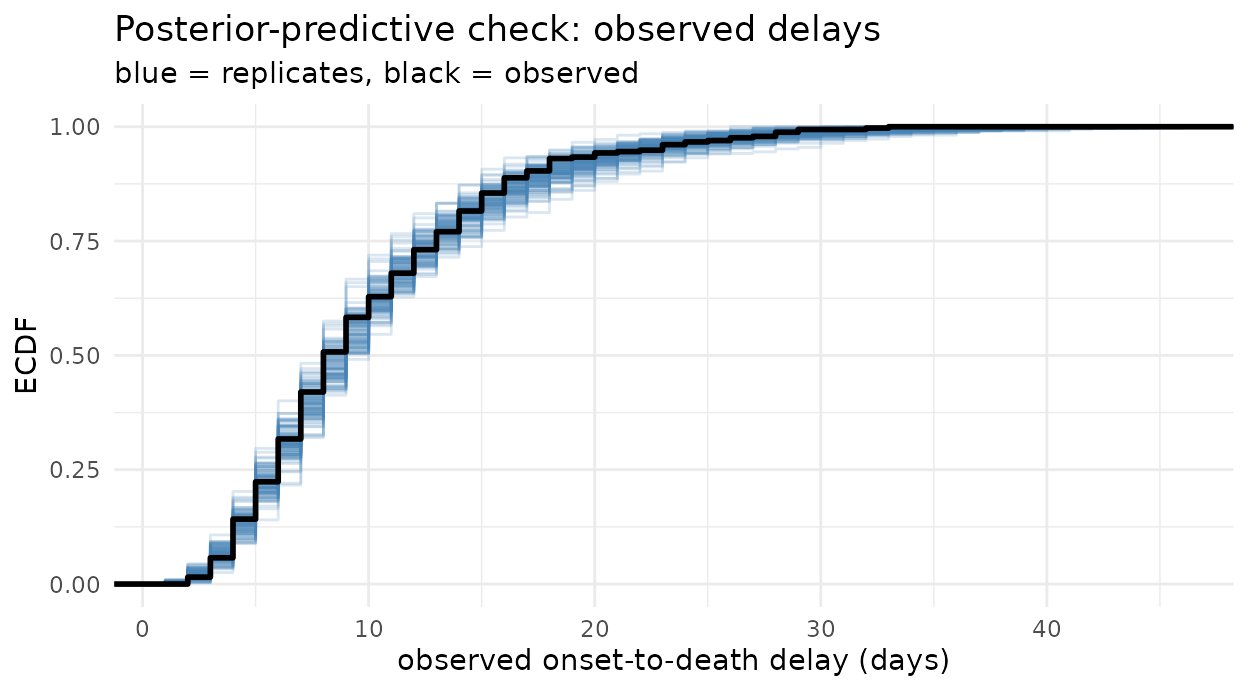 Posterior-predictive check: observed delays
blue = replicates, black = observed
1.00
0.75
0.50
0.25
0.00
ECDF
0 10 20 30 40
observed onset-to-death delay (days)